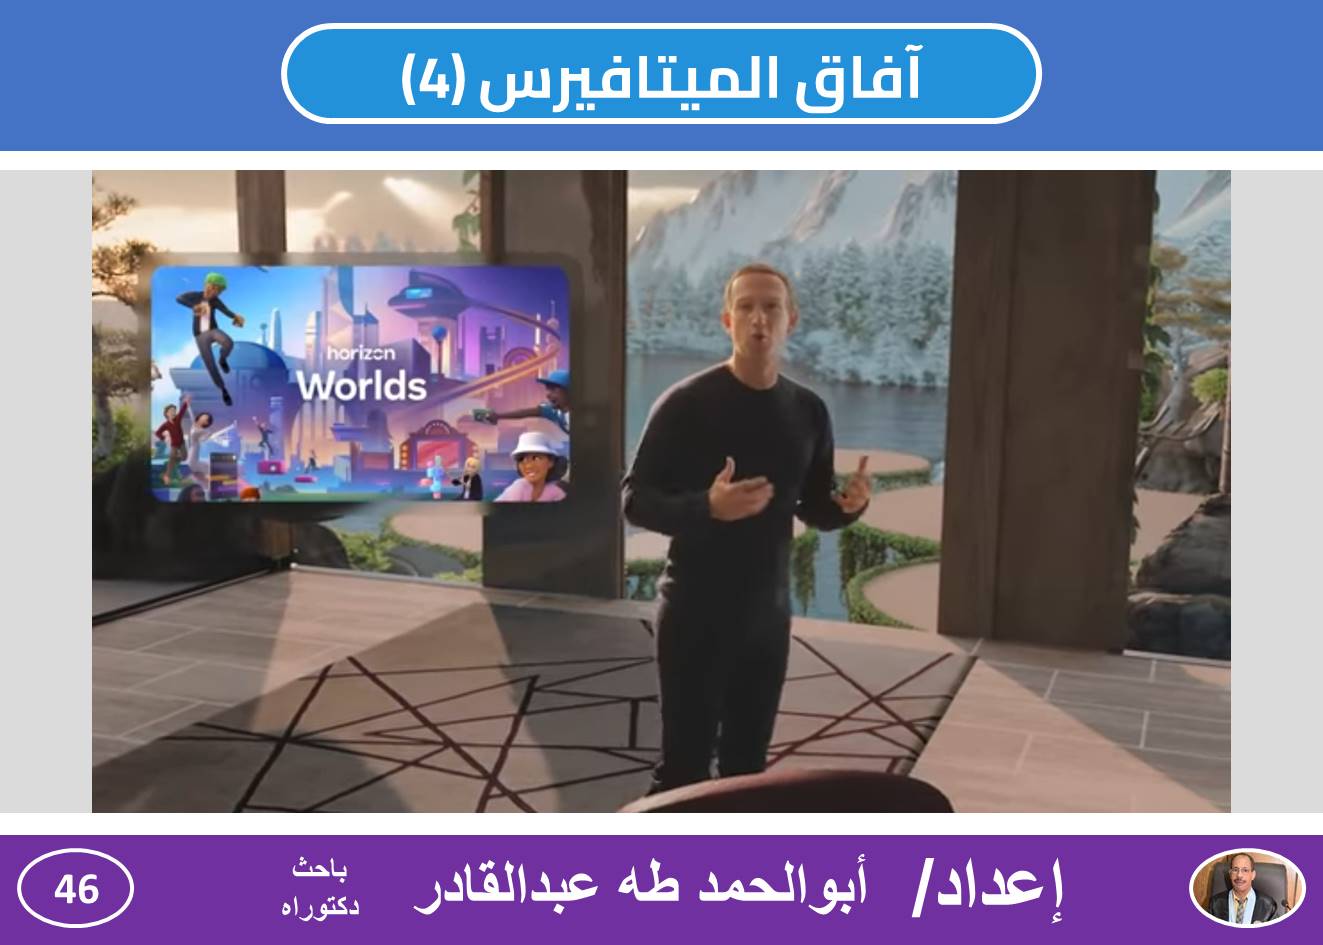 آفاق الميتافيرس (4)
horizon
Worlds
إعداد/ أبوالحمد طه عبدالقادر
باحث
دكتوراه
46